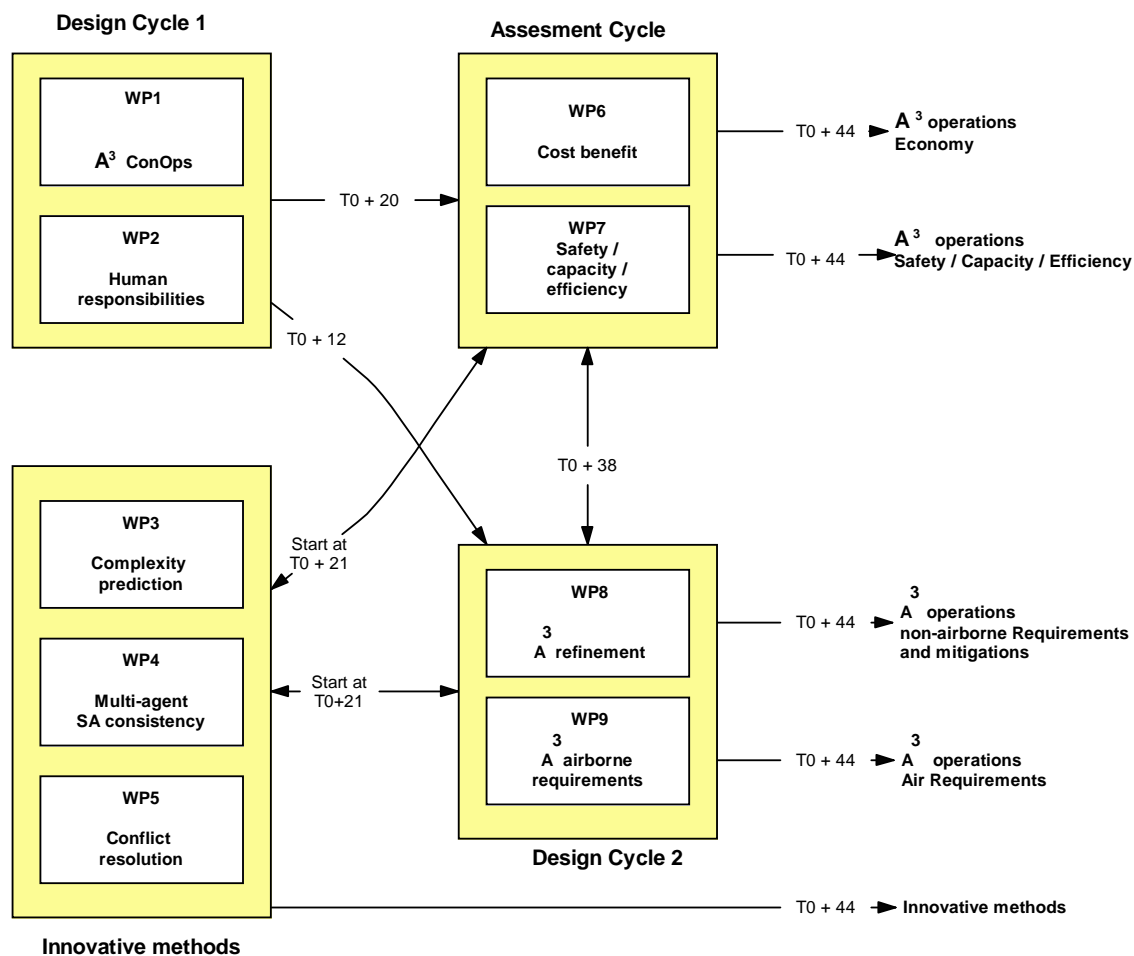 Design Cycle 1
WP1
A³ ConOps
WP2
Human
responsibilities
Assesment Cycle
WP6
Cost benefit
WP7
Safety /
capacity /
efficiency
T0 + 20
T0 + 12
T0 + 44
A³ operations
Economy
T0 + 44
A³ operations
Safety / Capacity / Efficiency
T0 + 38
Start at
T0 + 21
Start at
T0+21
WP3
Complexity
prediction
WP4
Multi-agent
SA consistency
WP5
Conflict
resolution
Innovative methods
WP8
A³ refinement
WP9
A³ airborne
requirements
Design Cycle 2
T0 + 44
A³ operations
non-airborne Requirements
and mitigations
T0 + 44
A³ operations
Air Requirements
T0 + 44
Innovative methods